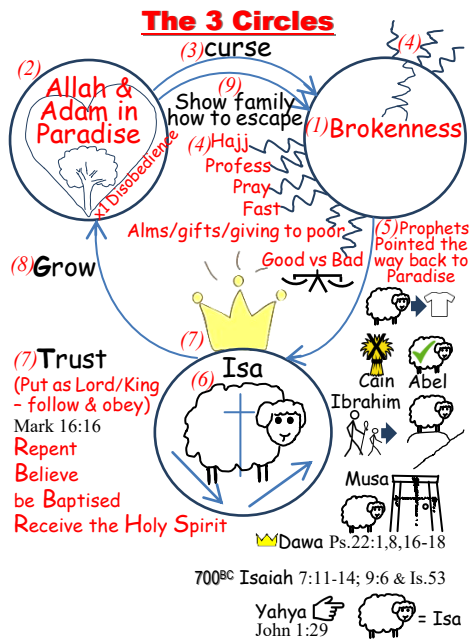 The 3 Circles
(3)curse
(4)
(2)
Allah &
Adam in
Paradise
x1 Disobedience
(9)
Show family
how to escape
(1)Brokenness
(4)Hajj
Profess
Pray
Fast
Alms/gifts/giving to poor
Good vs Bad
(5)Prophets
Pointed the
way back to
Paradise
(8)Grow
Cain Abel
Ibrahim
(7)
(7)Trust
(Put as Lord/King
– follow & obey)
Mark 16:16
Repent
Believe
be Baptised
Receive the Holy Spirit
Isa
(6)
Musa
Dawa Ps.22:1,8,16-18
700BC Isaiah 7:11-14; 9:6 & Is.53
Yahya
John 1:29
= Isa